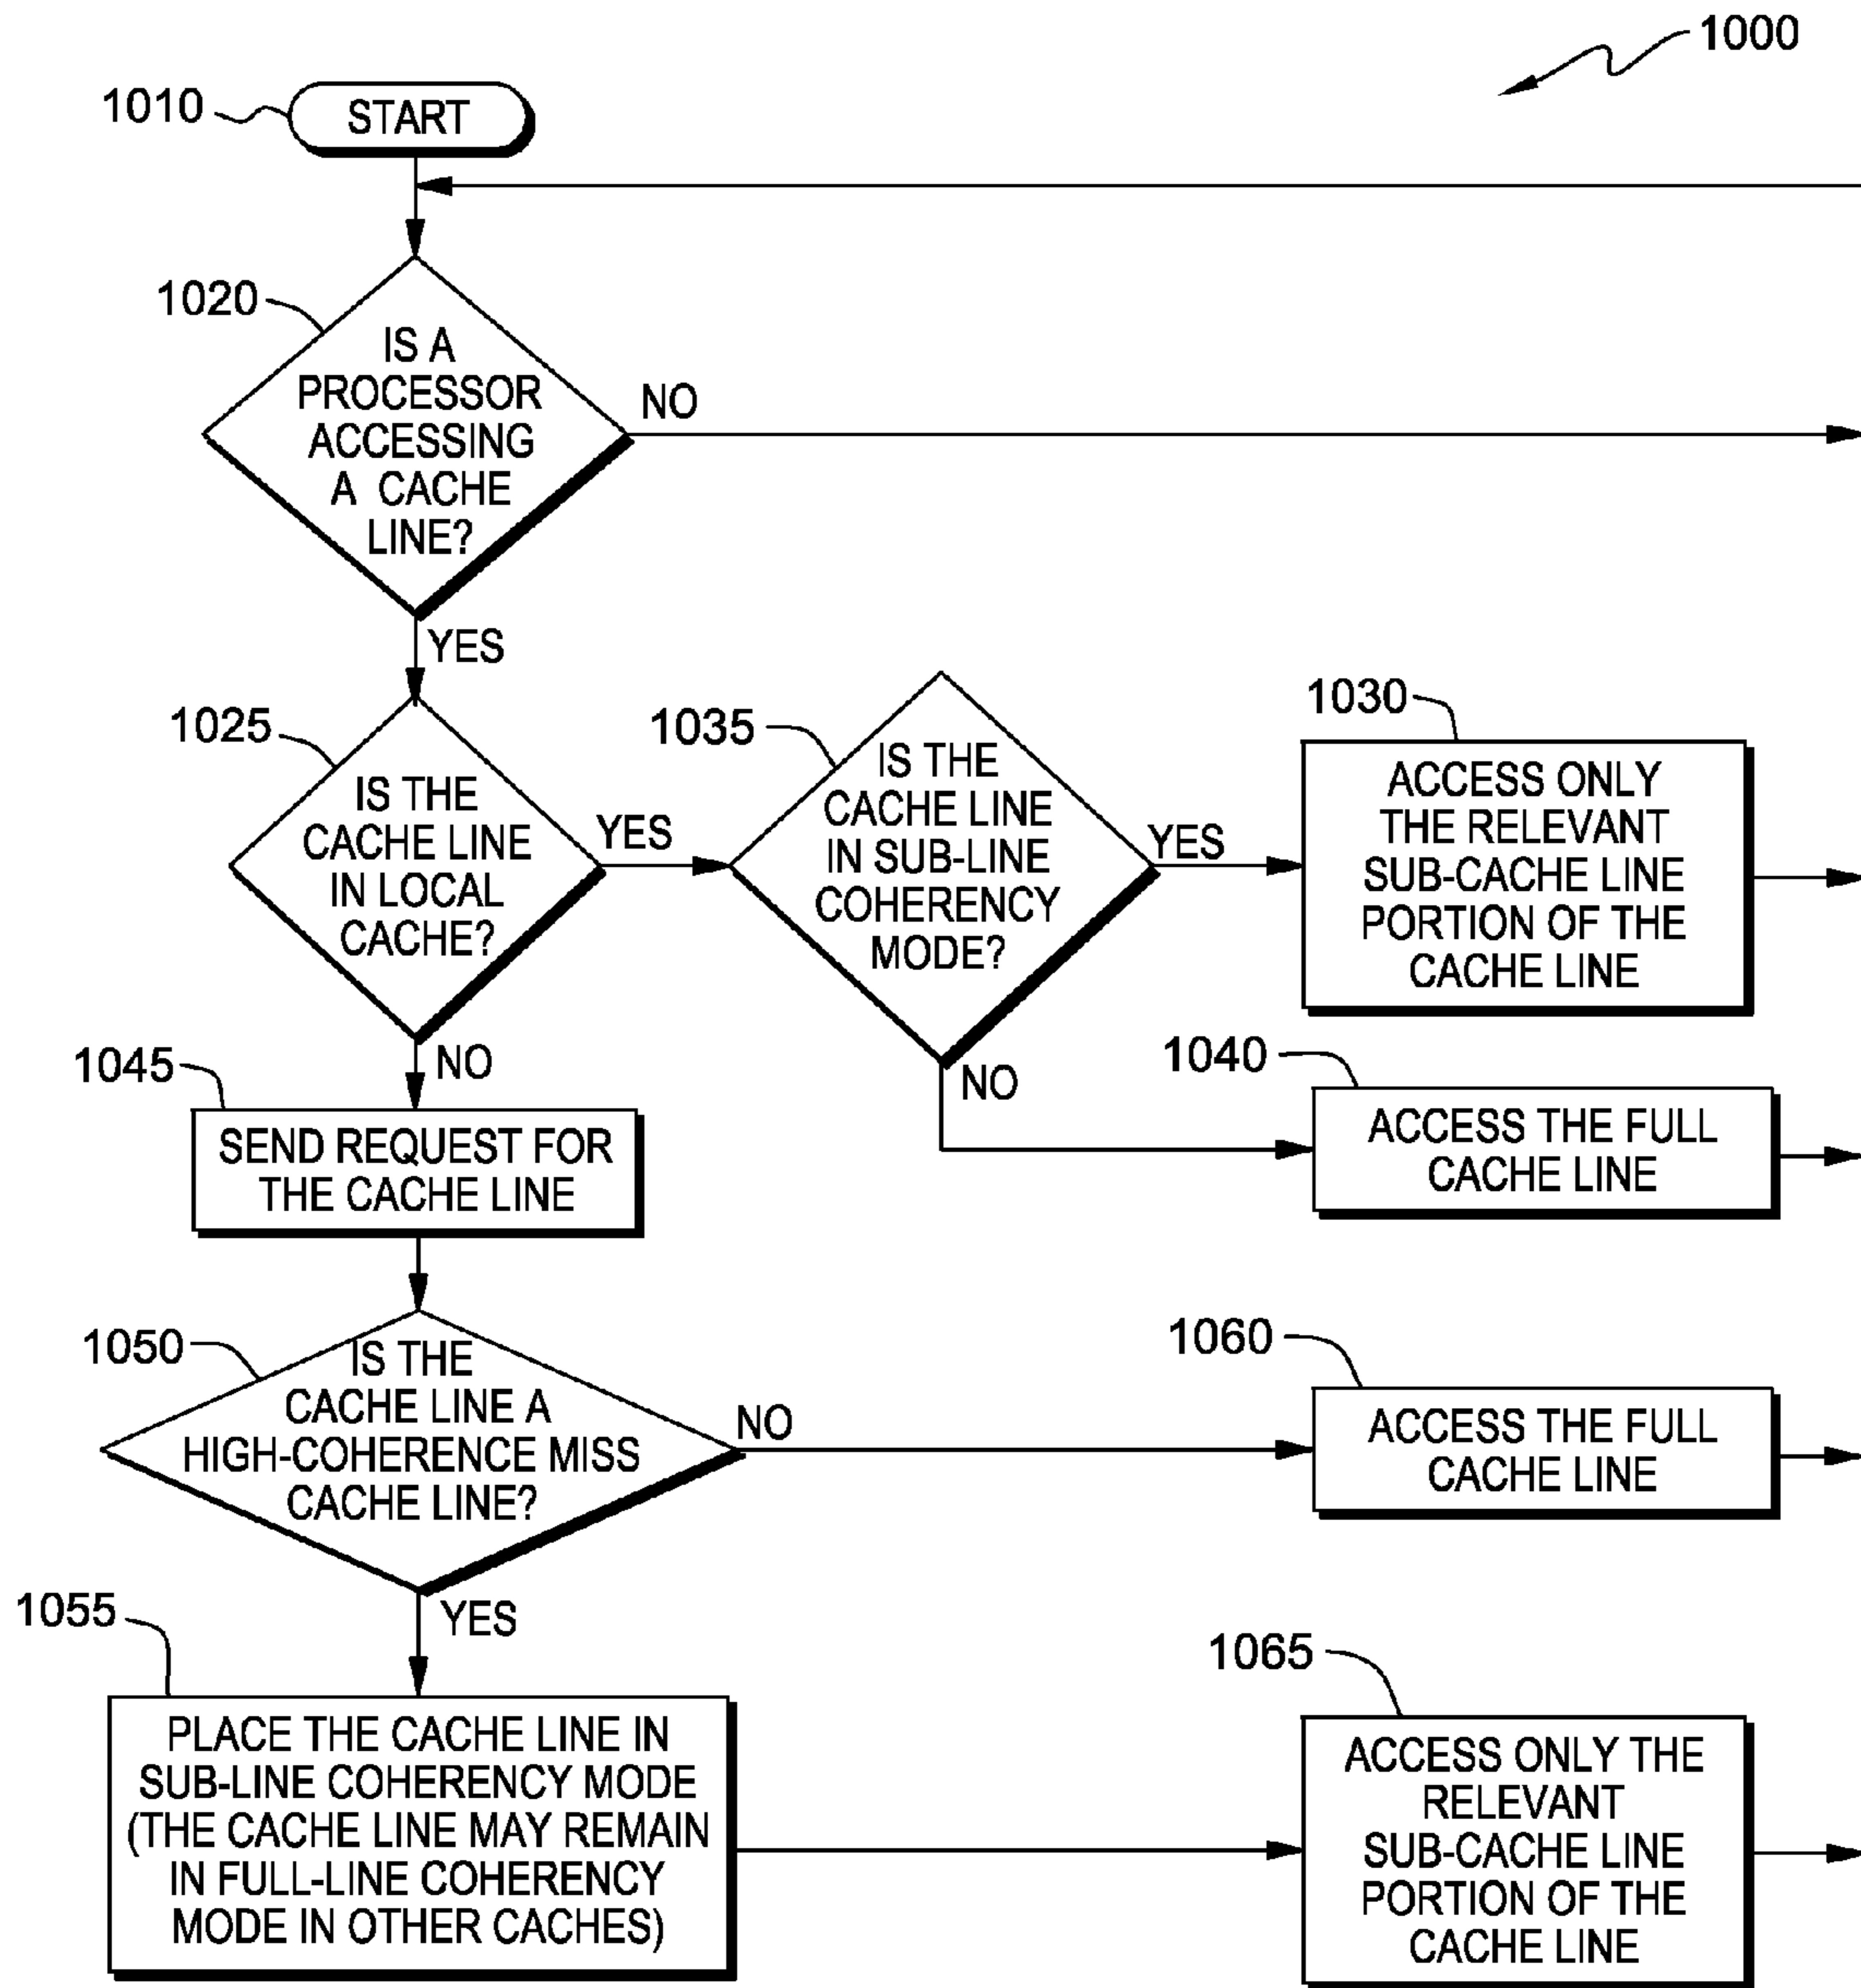 1000
1010
START
1020
IS A
PROCESSOR
ACCESSING
A CACHE
LINE?
NO
YES
1025
IS THE
CACHE LINE
IN LOCAL
CACHE?
YES
1035
IS THE
CACHE LINE
IN SUB-LINE
COHERENCY
MODE?
YES
1030
ACCESS ONLY
THE RELEVANT
SUB-CACHE LINE
PORTION OF THE
CACHE LINE
NO
1040
ACCESS THE FULL
CACHE LINE
NO
1045
SEND REQUEST FOR
THE CACHE LINE
1050
IS THE
CACHE LINE A
HIGH-COHERENCE MISS
CACHE LINE?
NO
1060
ACCESS THE FULL
CACHE LINE
YES
1055
PLACE THE CACHE LINE IN
SUB-LINE COHERENCY MODE
(THE CACHE LINE MAY REMAIN
IN FULL-LINE COHERENCY
MODE IN OTHER CACHES)
1065
ACCESS ONLY THE
RELEVANT
SUB-CACHE LINE
PORTION OF THE
CACHE LINE